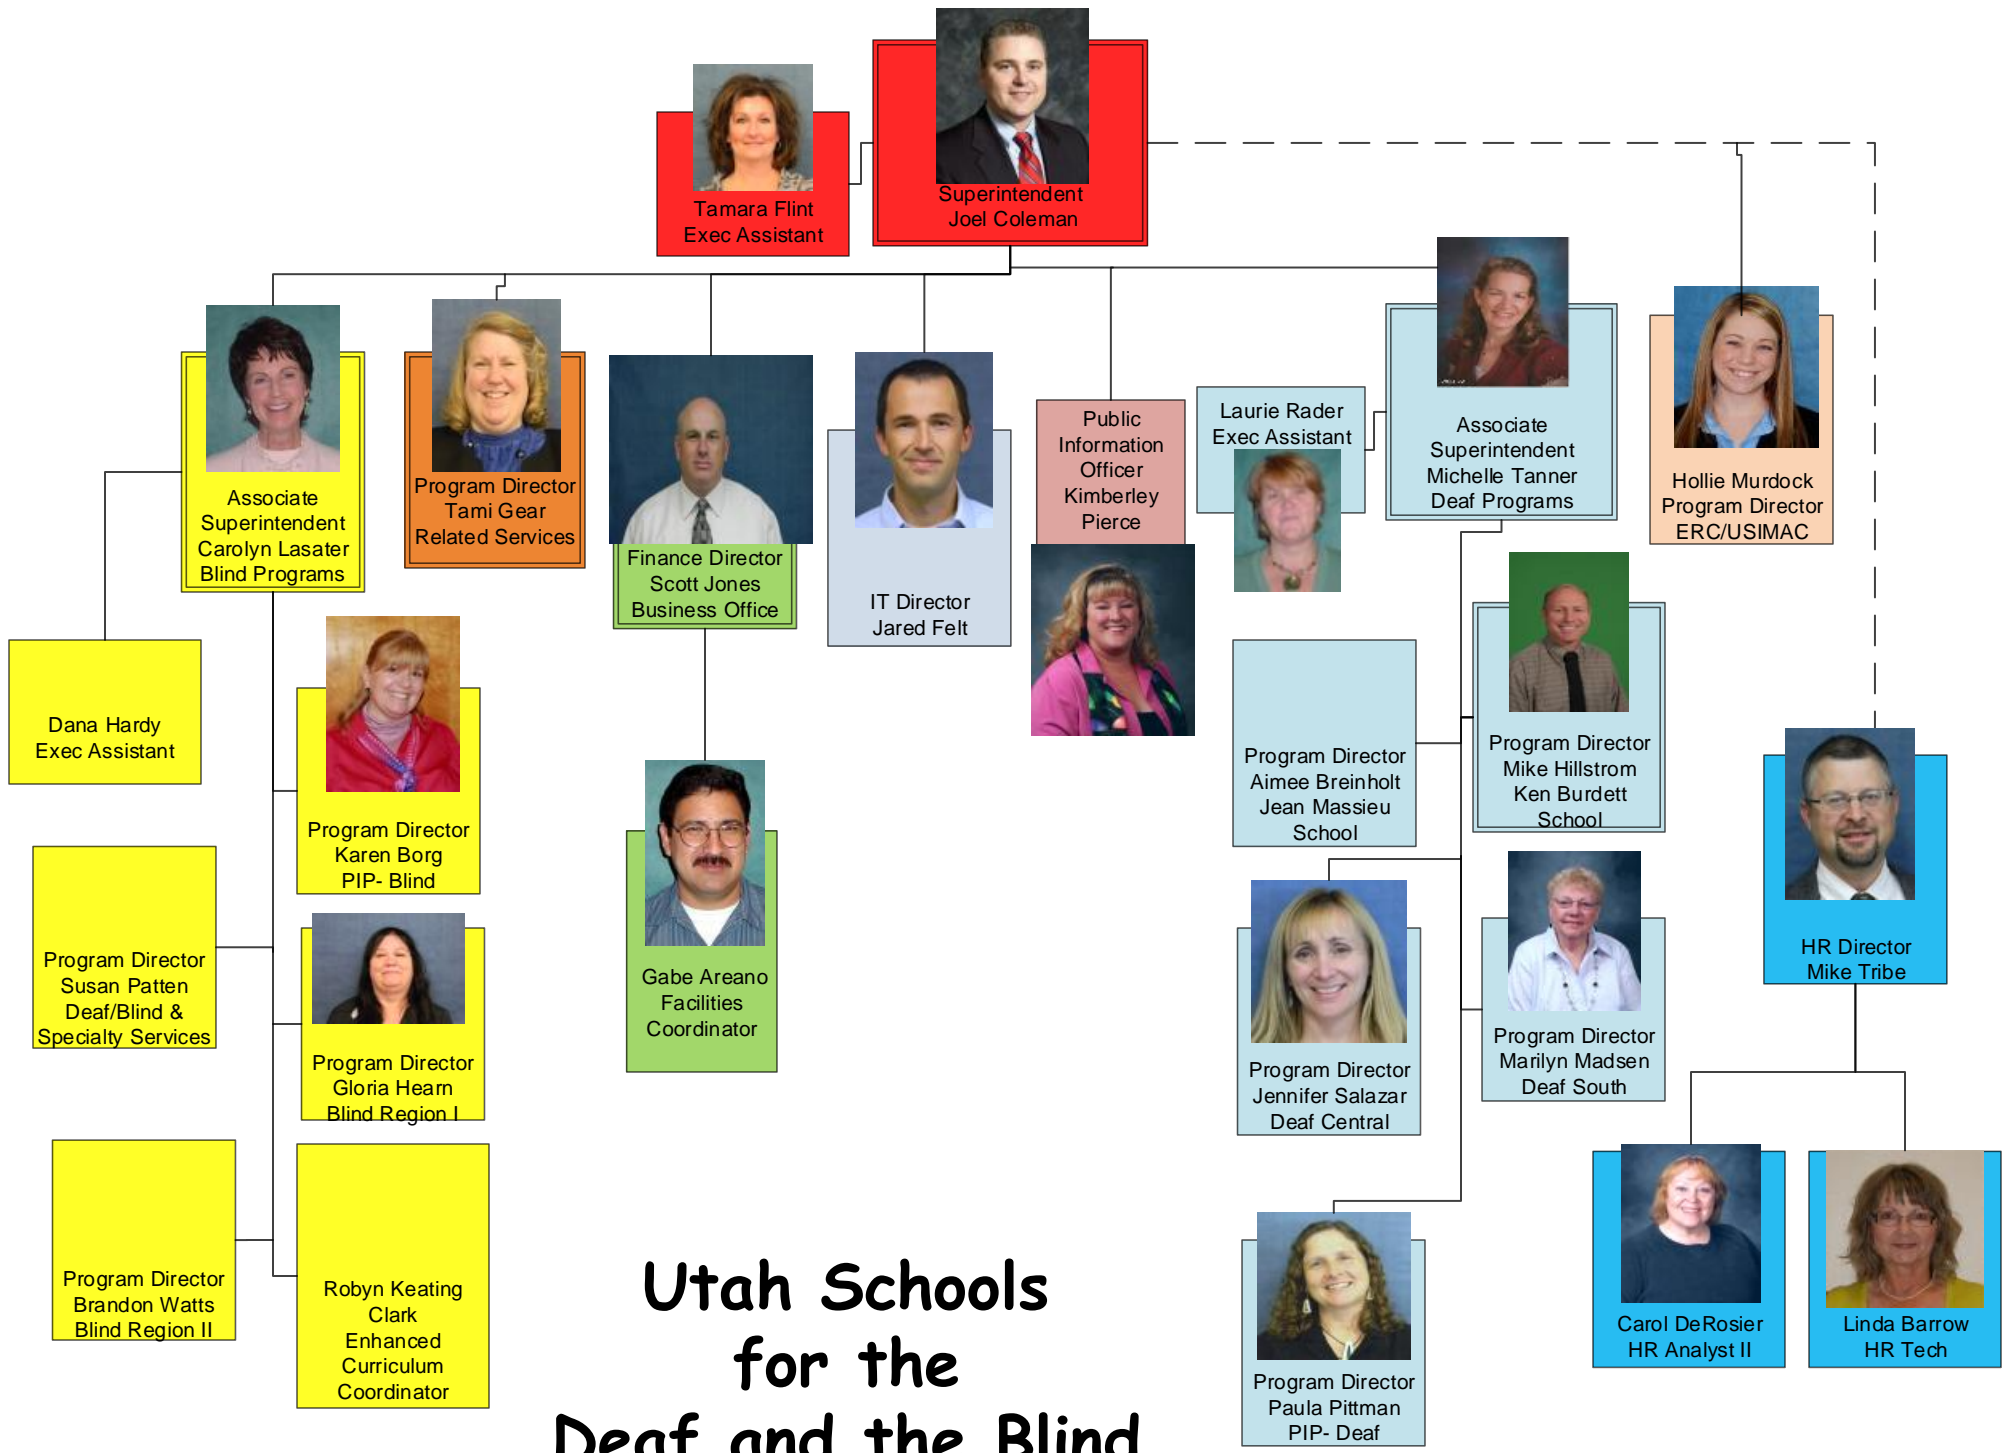 Tamara Flint
Exec Assistant
Superintendent
Joel Coleman
Associate
Superintendent
Carolyn Lasater
Blind Programs
Program Director
Tami Gear
Related Services
Finance Director
Scott Jones
Business Office
IT Director
Jared Felt
Public
Information
Officer
Kimberley
Pierce
Laurie Rader
Exec Assistant
Associate
Superintendent
Michelle Tanner
Deaf Programs
Hollie Murdock
Program Director
ERC/USIMAC
Dana Hardy
Exec Assistant
Program Director
Karen Borg
PIP- Blind
Program Director
Susan Patten
Deaf/Blind &
Specialty Services
Program Director
Gloria Hearn
Blind Region I
Program Director
Brandon Watts
Blind Region II
Robyn Keating
Clark
Enhanced
Curriculum
Coordinator
Gabe Areano
Facilities
Coordinator
Program Director
Aimee Breinholt
Jean Massieu
School
Program Director
Mike Hillstrom
Ken Burdett
School
Program Director
Jennifer Salazar
Deaf Central
Program Director
Marilyn Madsen
Deaf South
Program Director
Paula Pittman
PIP- Deaf
HR Director
Mike Tribe
Carol DeRosier
HR Analyst II
Linda Barrow
HR Tech
Utah Schools
for the
Deaf and the Blind